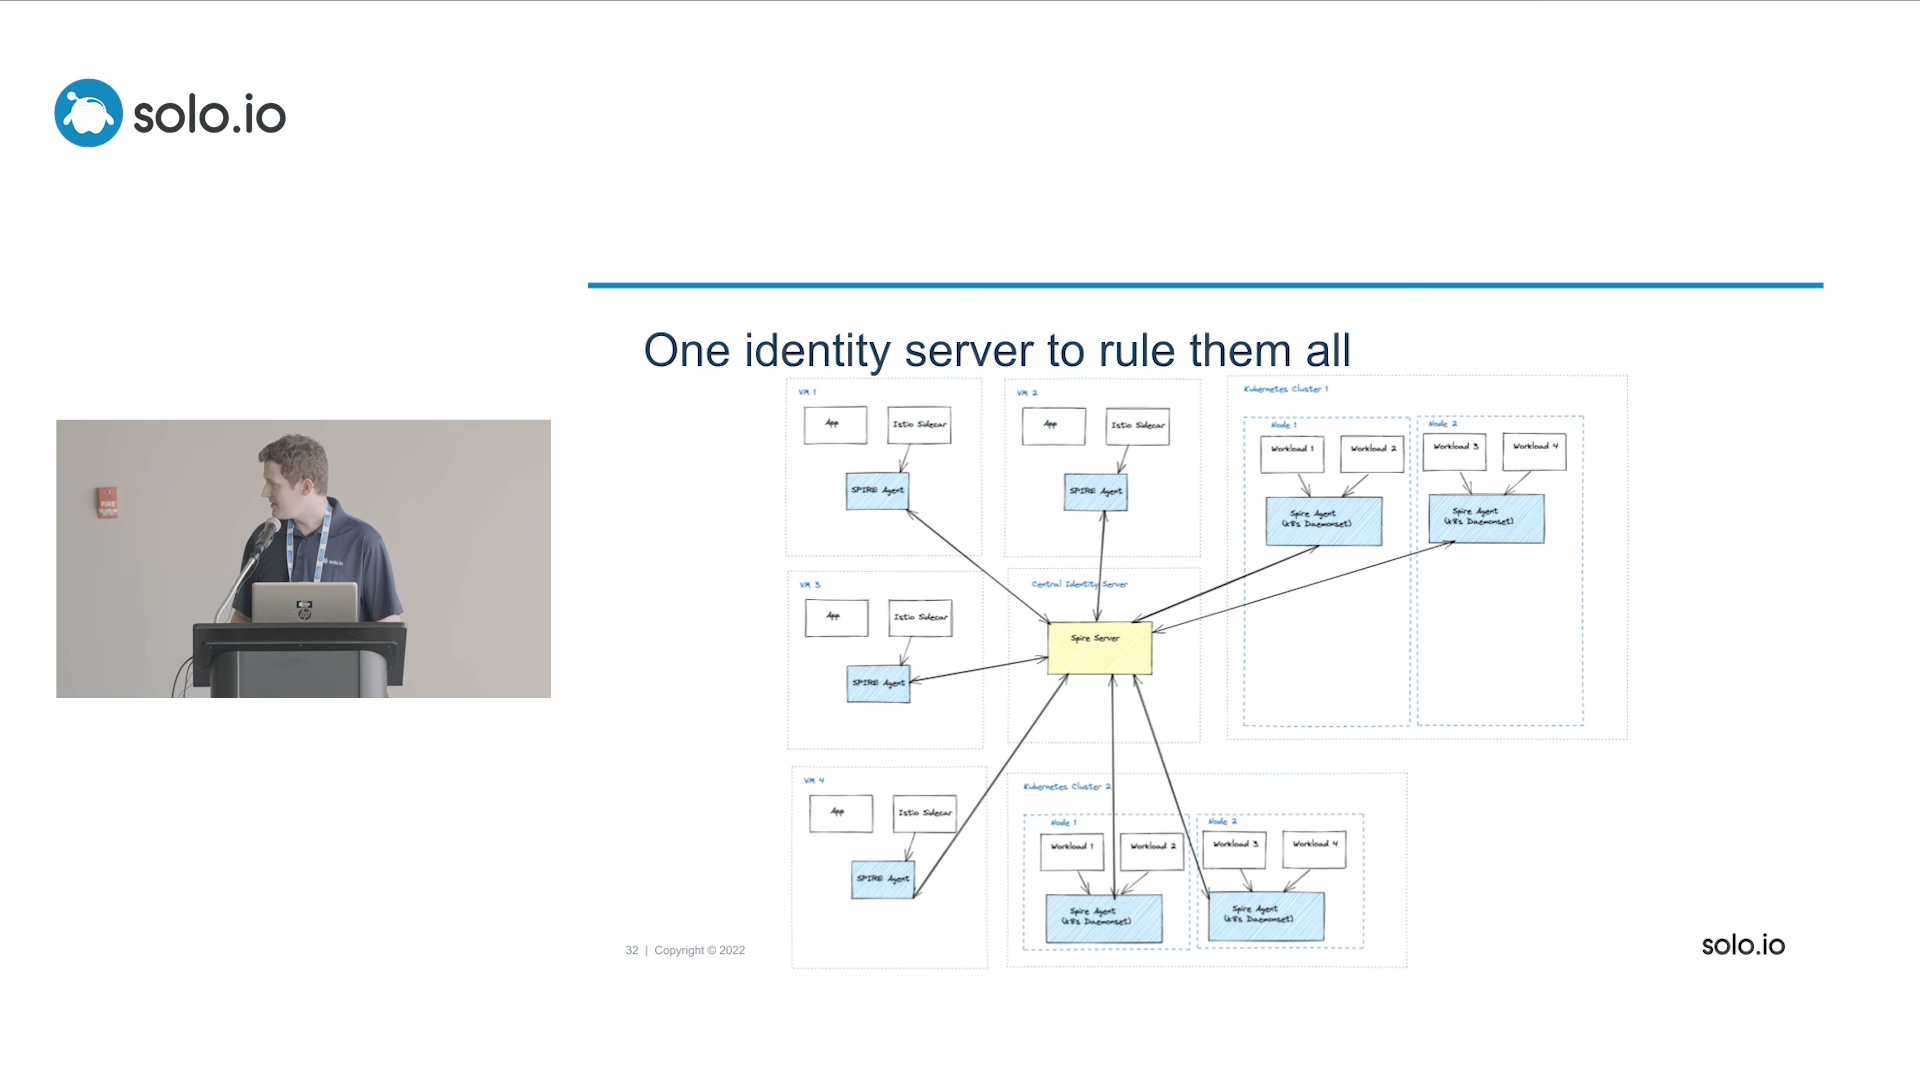 solo.io
One identity server to rule them all
VM 1
App
Istio Sidecar
SPIRE Agent
VM 2
App
Istio Sidecar
SPIRE Agent
Kubernetes Cluster 1
Node 1
Workload 1
Workload 2
Spire Agent
(k8s Daemonset)
Node 2
Workload 3
Workload 4
Spire Agent
(k8s Daemonset)
VM 3
App
Istio Sidecar
SPIRE Agent
Central Identity Server
Spire Server
VM 4
App
Istio Sidecar
SPIRE Agent
Kubernetes Cluster 2
Node 1
Workload 1
Workload 2
Spire Agent
(k8s Daemonset)
Node 2
Workload 3
Workload 4
Spire Agent
(k8s Daemonset)
FIRE
solo.io
hp
32 | Copyright © 2022
solo.io